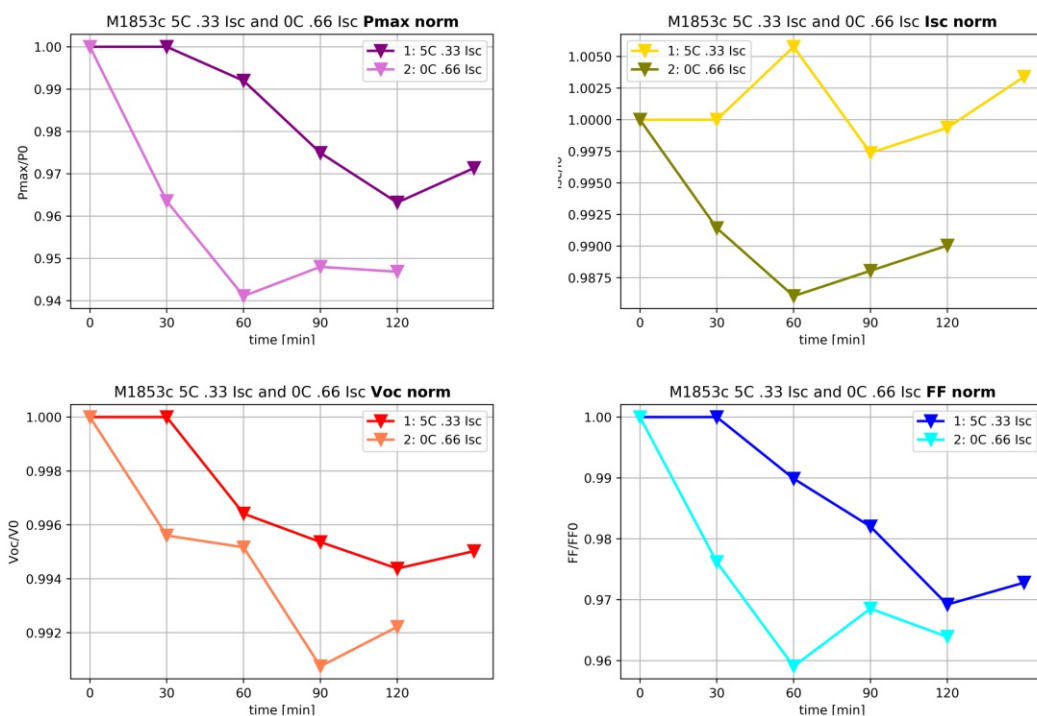 M1853c 5C .33 Isc and 0C .66 Isc Pmax norm
1: 5C .33 Isc
2: 0C .66 Isc
Pmax/P0
1.00
0.99
0.98
0.97
0.96
0.95
0.94
0 30 60 90 120
time [min]
M1853c 5C .33 Isc and 0C .66 Isc Isc norm
1: 5C .33 Isc
2: 0C .66 Isc
1.0050
1.0025
1.0000
0.9975
0.9950
0.9925
0.9900
0.9875
0 30 60 90 120
time [min]
M1853c 5C .33 Isc and 0C .66 Isc Voc norm
1: 5C .33 Isc
2: 0C .66 Isc
Voc/V0
1.000
0.998
0.996
0.994
0.992
0 30 60 90 120
time [min]
M1853c 5C .33 Isc and 0C .66 Isc FF norm
1: 5C .33 Isc
2: 0C .66 Isc
FF/FF0
1.00
0.99
0.98
0.97
0.96
0 30 60 90 120
time [min]